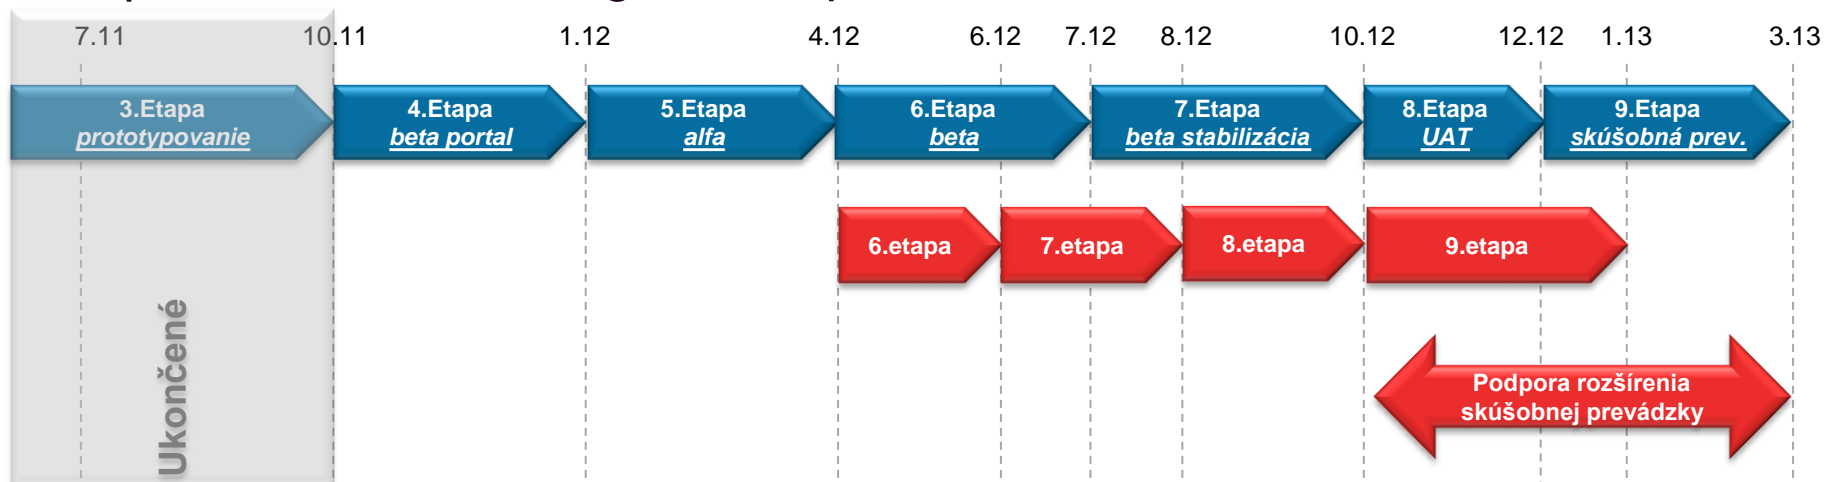 7.11 10.11 1.12 4.12 6.12 7.12 8.12 10.12 12.12 1.13 3.13
3.Etapa
prototypovanie
4.Etapa
beta portal
5.Etapa
alfa
6.Etapa
beta
7.Etapa
beta stabilizácia
8.Etapa
UAT
9.Etapa
skúšobná prev.
6.etapa
7.etapa
8.etapa
9.etapa
Ukončené
Podpora rozšírenia
skúšobnej prevádzky